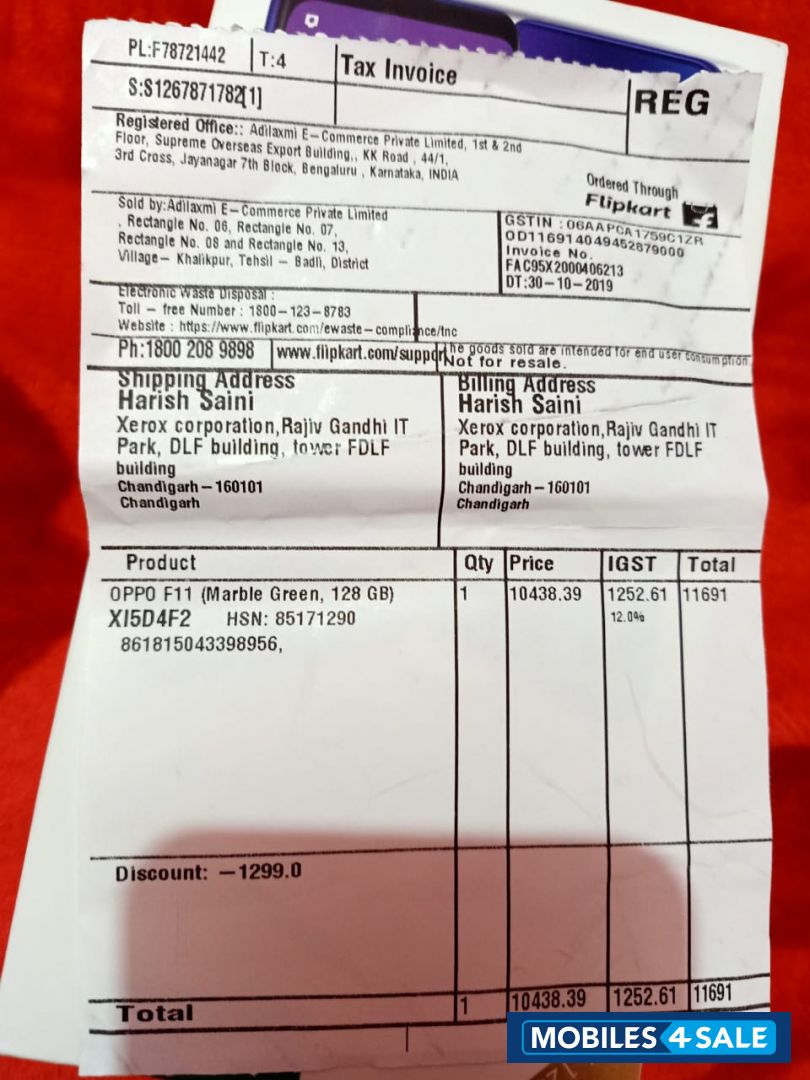 PL:F78721442 T:4 Tax Invoice
S:S1267871782[1] REG
Registered Office:: Adilaxmi E-Commerce Private Limited, 1st & 2nd
Floor, Supreme Overseas Export Building,, KK Road , 44/1,
3rd Cross, Jayanagar 7th Block, Bengaluru , Karnataka, INDIA
Ordered Through
Flipkart
Sold by:Adilaxmi E-Commerce Private Limited
, Rectangle No. 06, Rectangle No. 07,
Rectangle No. 08 and Rectangle No. 13,
Village- Khalikpur, Tehsil - Badli, District
GSTIN : 06AAPCA1759C1ZR
OD116914049452879000
Invoice No.
FAC95X2000406213
DT:30-10-2019
Electronic Waste Disposal :
Toll - free Number : 1800-123-8783
Website : https://www.flipkart.com/ewaste-compliance/tnc
Ph:1800 208 9898 www.flipkart.com/support
The goods sold are intended for end user consumption.
Not for resale.
Shipping Address
Harish Saini
Xerox corporation,Rajiv Gandhi IT
Park, DLF building, tower FDLF
building
Chandigarh-160101
Chandigarh
Billing Address
Harish Saini
Xerox corporation,Rajiv Gandhi IT
Park, DLF building, tower FDLF
building
Chandigarh-160101
Chandigarh
Product Qty Price IGST Total
OPPO F11 (Marble Green, 128 GB) 1 10438.39 1252.61 11691
XI5D4F2 HSN: 85171290 12.0%
861815043398956,
Discount: -1299.0
Total 1 10438.39 1252.61 11691
MOBILES 4 SALE